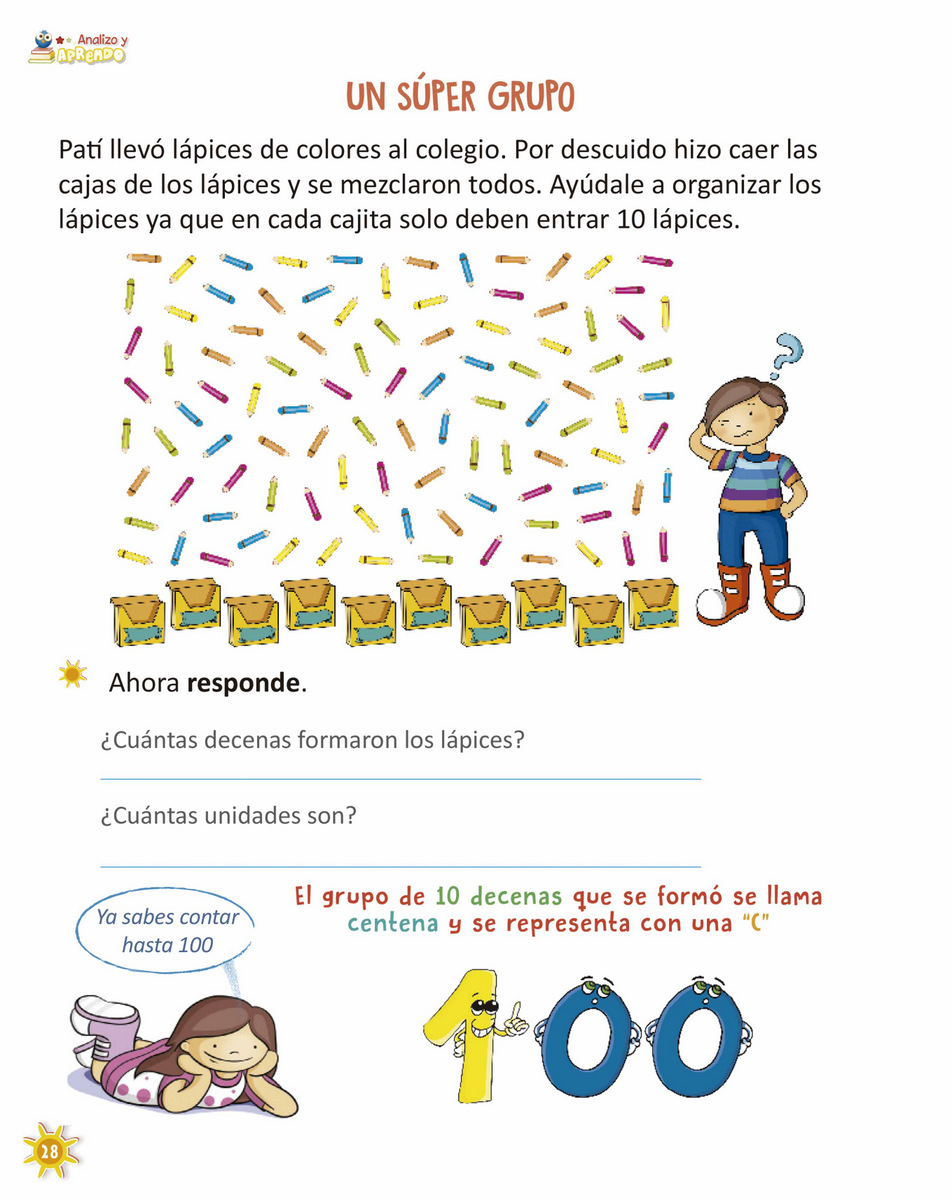 Analizo y
APRENDO
UN SÚPER GRUPO
Patí llevó lápices de colores al colegio. Por descuido hizo caer las
cajas de los lápices y se mezclaron todos. Ayúdale a organizar los
lápices ya que en cada cajita solo deben entrar 10 lápices.
Ahora responde.
¿Cuántas decenas formaron los lápices?
¿Cuántas unidades son?
Ya sabes contar
hasta 100
El grupo de 10 decenas que se formó se llama
centena y se representa con una "C"
100
28